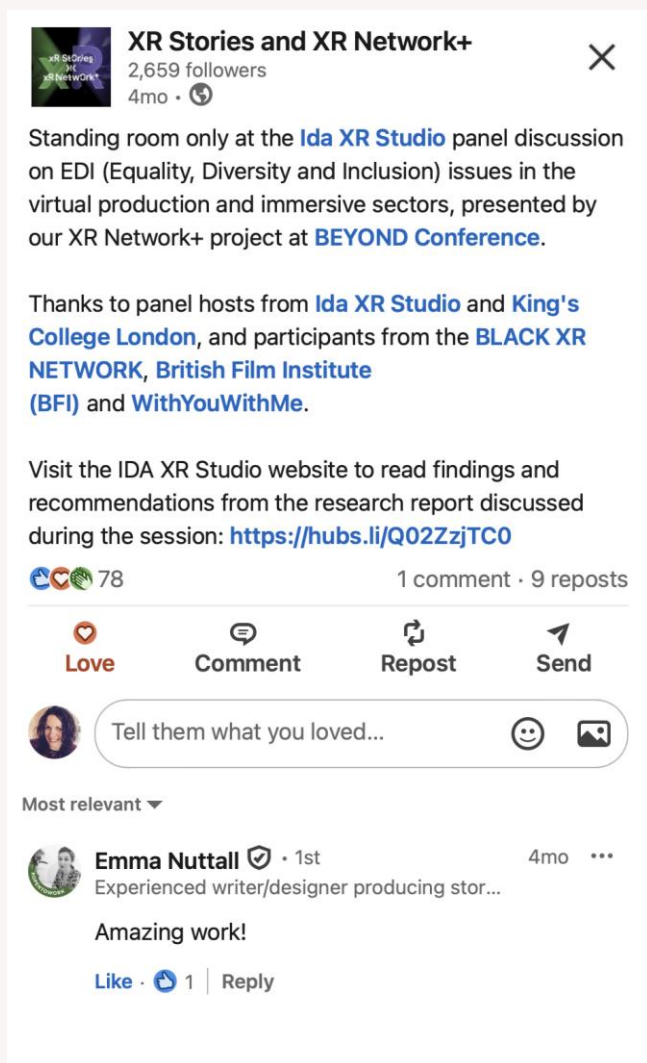 xR StOries
xR NetwOrk+
XR Stories and XR Network+
2,659 followers
4mo •
Standing room only at the Ida XR Studio panel discussion
on EDI (Equality, Diversity and Inclusion) issues in the
virtual production and immersive sectors, presented by
our XR Network+ project at BEYOND Conference.
Thanks to panel hosts from Ida XR Studio and King's
College London, and participants from the BLACK XR
NETWORK, British Film Institute
(BFI) and WithYouWithMe.
Visit the IDA XR Studio website to read findings and
recommendations from the research report discussed
during the session: https://hubs.li/Q02ZzjTC0
78
1 comment · 9 reposts
Love Comment Repost Send
Tell them what you loved...
Most relevant
Emma Nuttall · 1st 4mo
Experienced writer/designer producing stor...
Amazing work!
Like · 1 | Reply